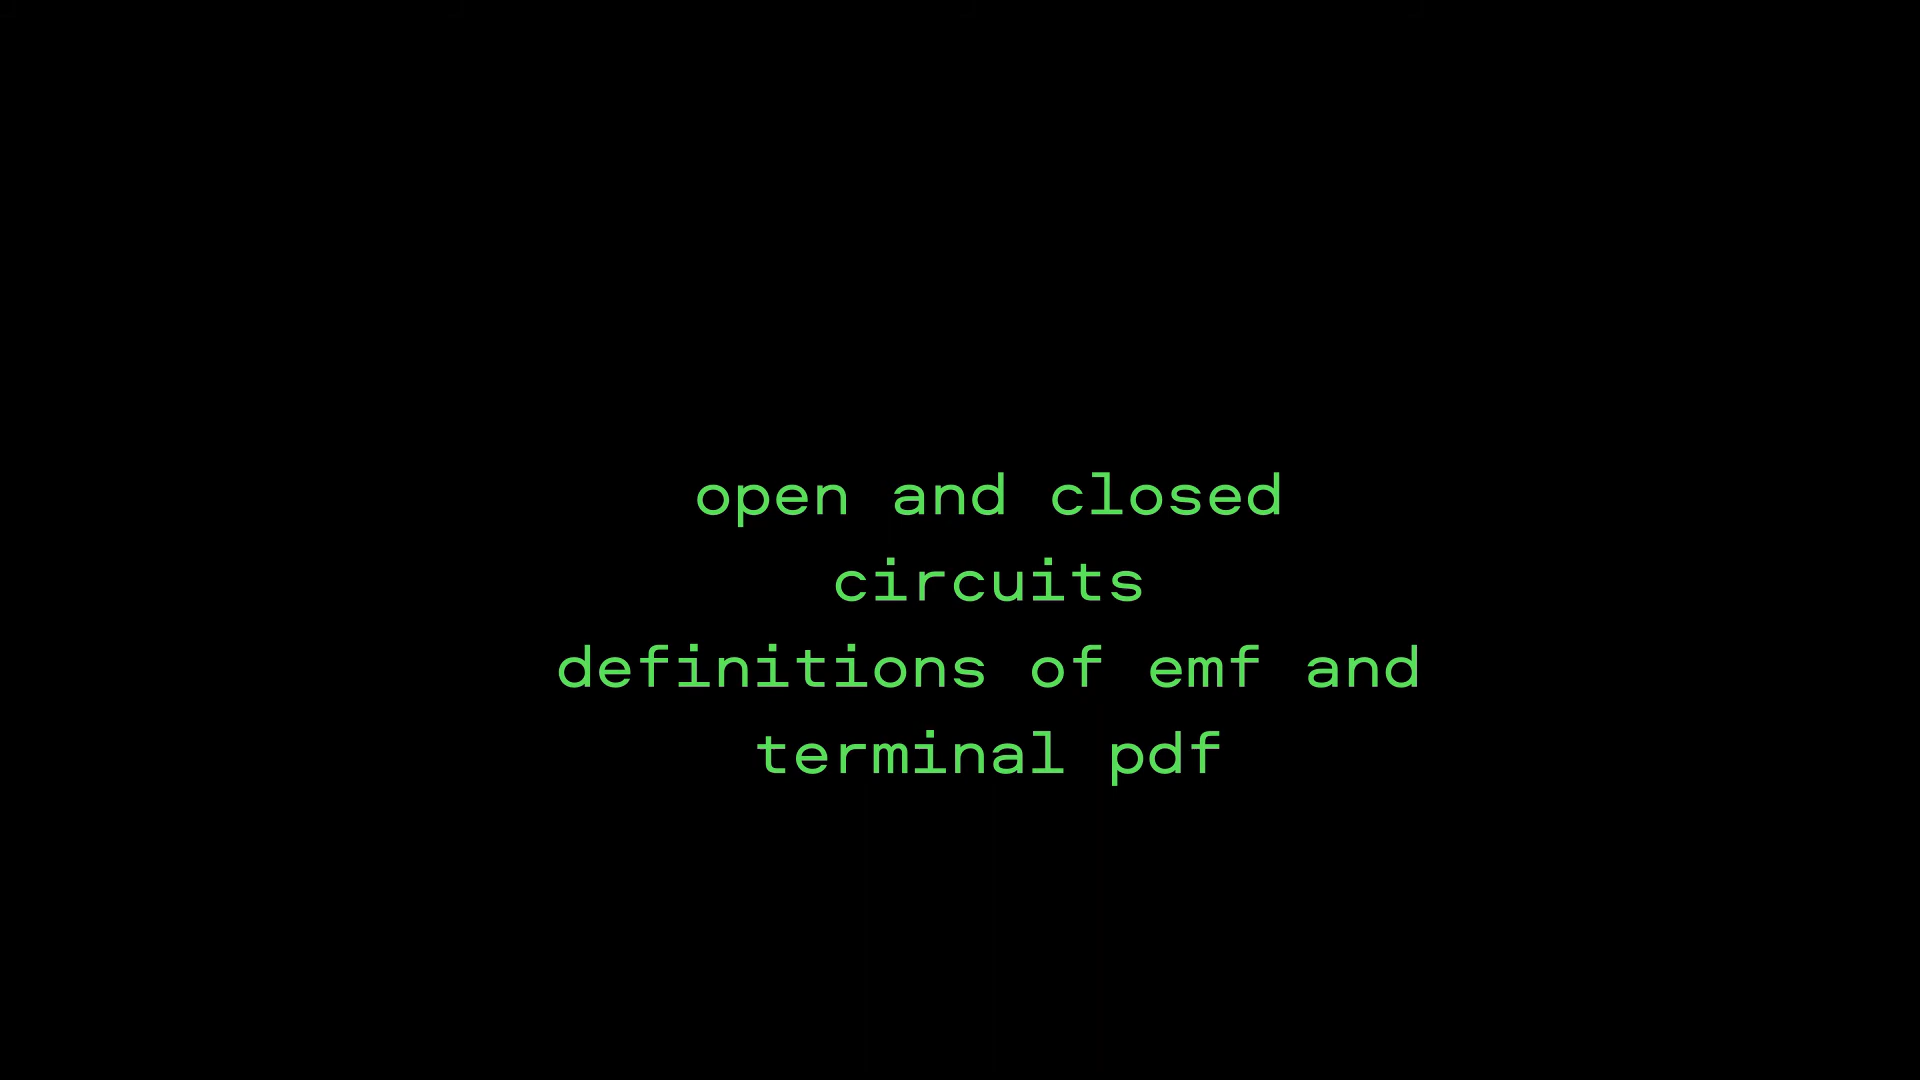 open and closed
circuits
definitions of emf and
terminal pdf